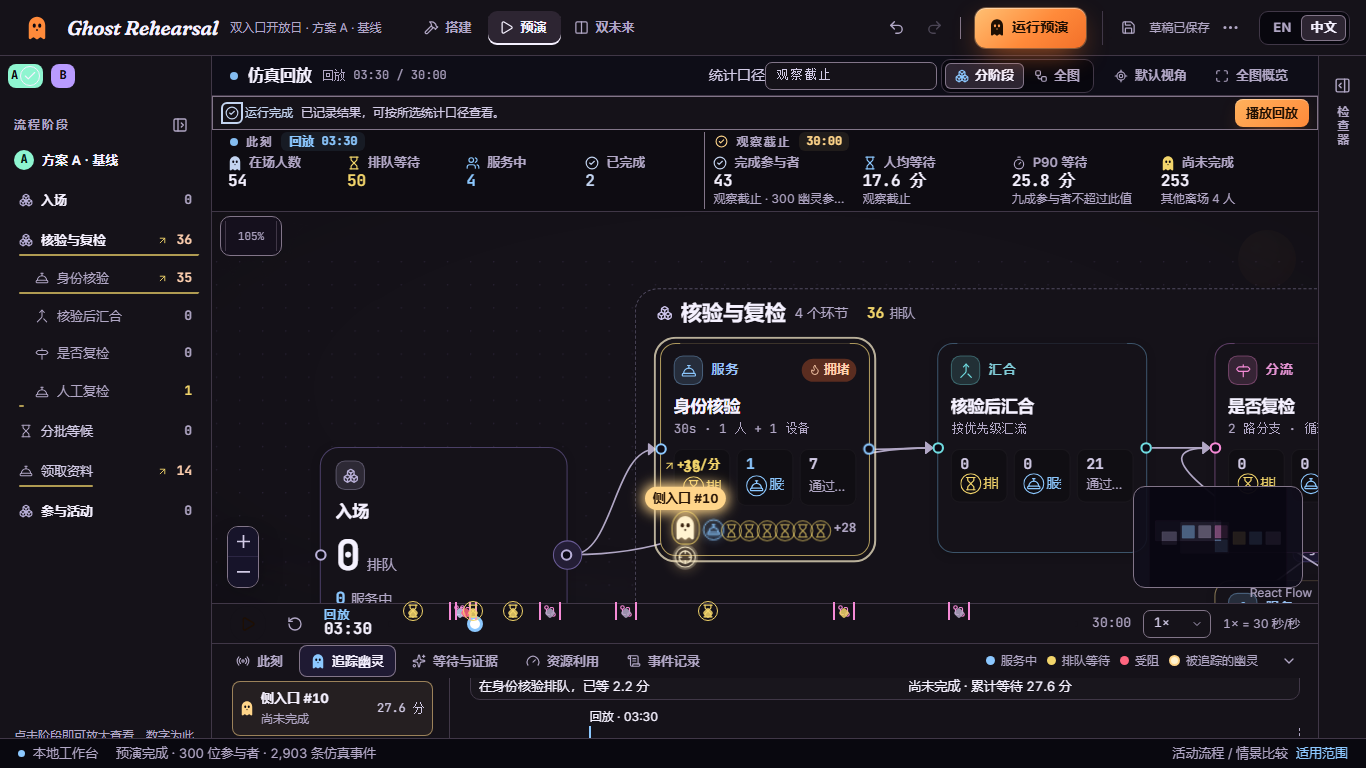 Ghost Rehearsal 双入口开放日 · 方案 A · 基线 搭建 预演 双未来 运行预演 草稿已保存 EN 中文
A B
仿真回放 回放 03:30 / 30:00 统计口径 观察截止 分阶段 全图 默认视角 全图概览
检查器
流程阶段
运行完成 已记录结果，可按所选统计口径查看。 播放回放
A 方案 A · 基线
入场 0
核验与复检 36
身份核验 35
核验后汇合 0
是否复检 0
人工复检 1
分批等候 0
领取资料 14
参与活动 0
点击阶段即可放大查看，数字为此
此刻 回放 03:30
在场人数 排队等待 服务中 已完成
54 50 4 2
观察截止 30:00
完成参与者 人均等待 P90 等待 尚未完成
43 17.6 分 25.8 分 253
观察截止 · 300 幽灵参… 观察截止 九成参与者不超过此值 其他离场 4 人
105%
核验与复检 4 个环节 36 排队
服务 拥堵
身份核验
30s · 1 人 + 1 设备
1 7
服 通过…
侧入口 #10
+28
汇合
核验后汇合
按优先级汇流
0 0 21
排 服 通过…
分流
是否复检
2 路分支 ·
0 0
排
入场
0 排队
0 服务中
React Flow
回放
03:30
30:00 1× 1× = 30 秒/秒
此刻 追踪幽灵 等待与证据 资源利用 事件记录 服务中 排队等待 受阻 被追踪的幽灵
侧入口 #10
尚未完成 27.6 分
在身份核验排队，已等 2.2 分 尚未完成 · 累计等待 27.6 分
回放 · 03:30
本地工作台 预演完成 · 300 位参与者 · 2,903 条仿真事件 活动流程 / 情景比较 适用范围